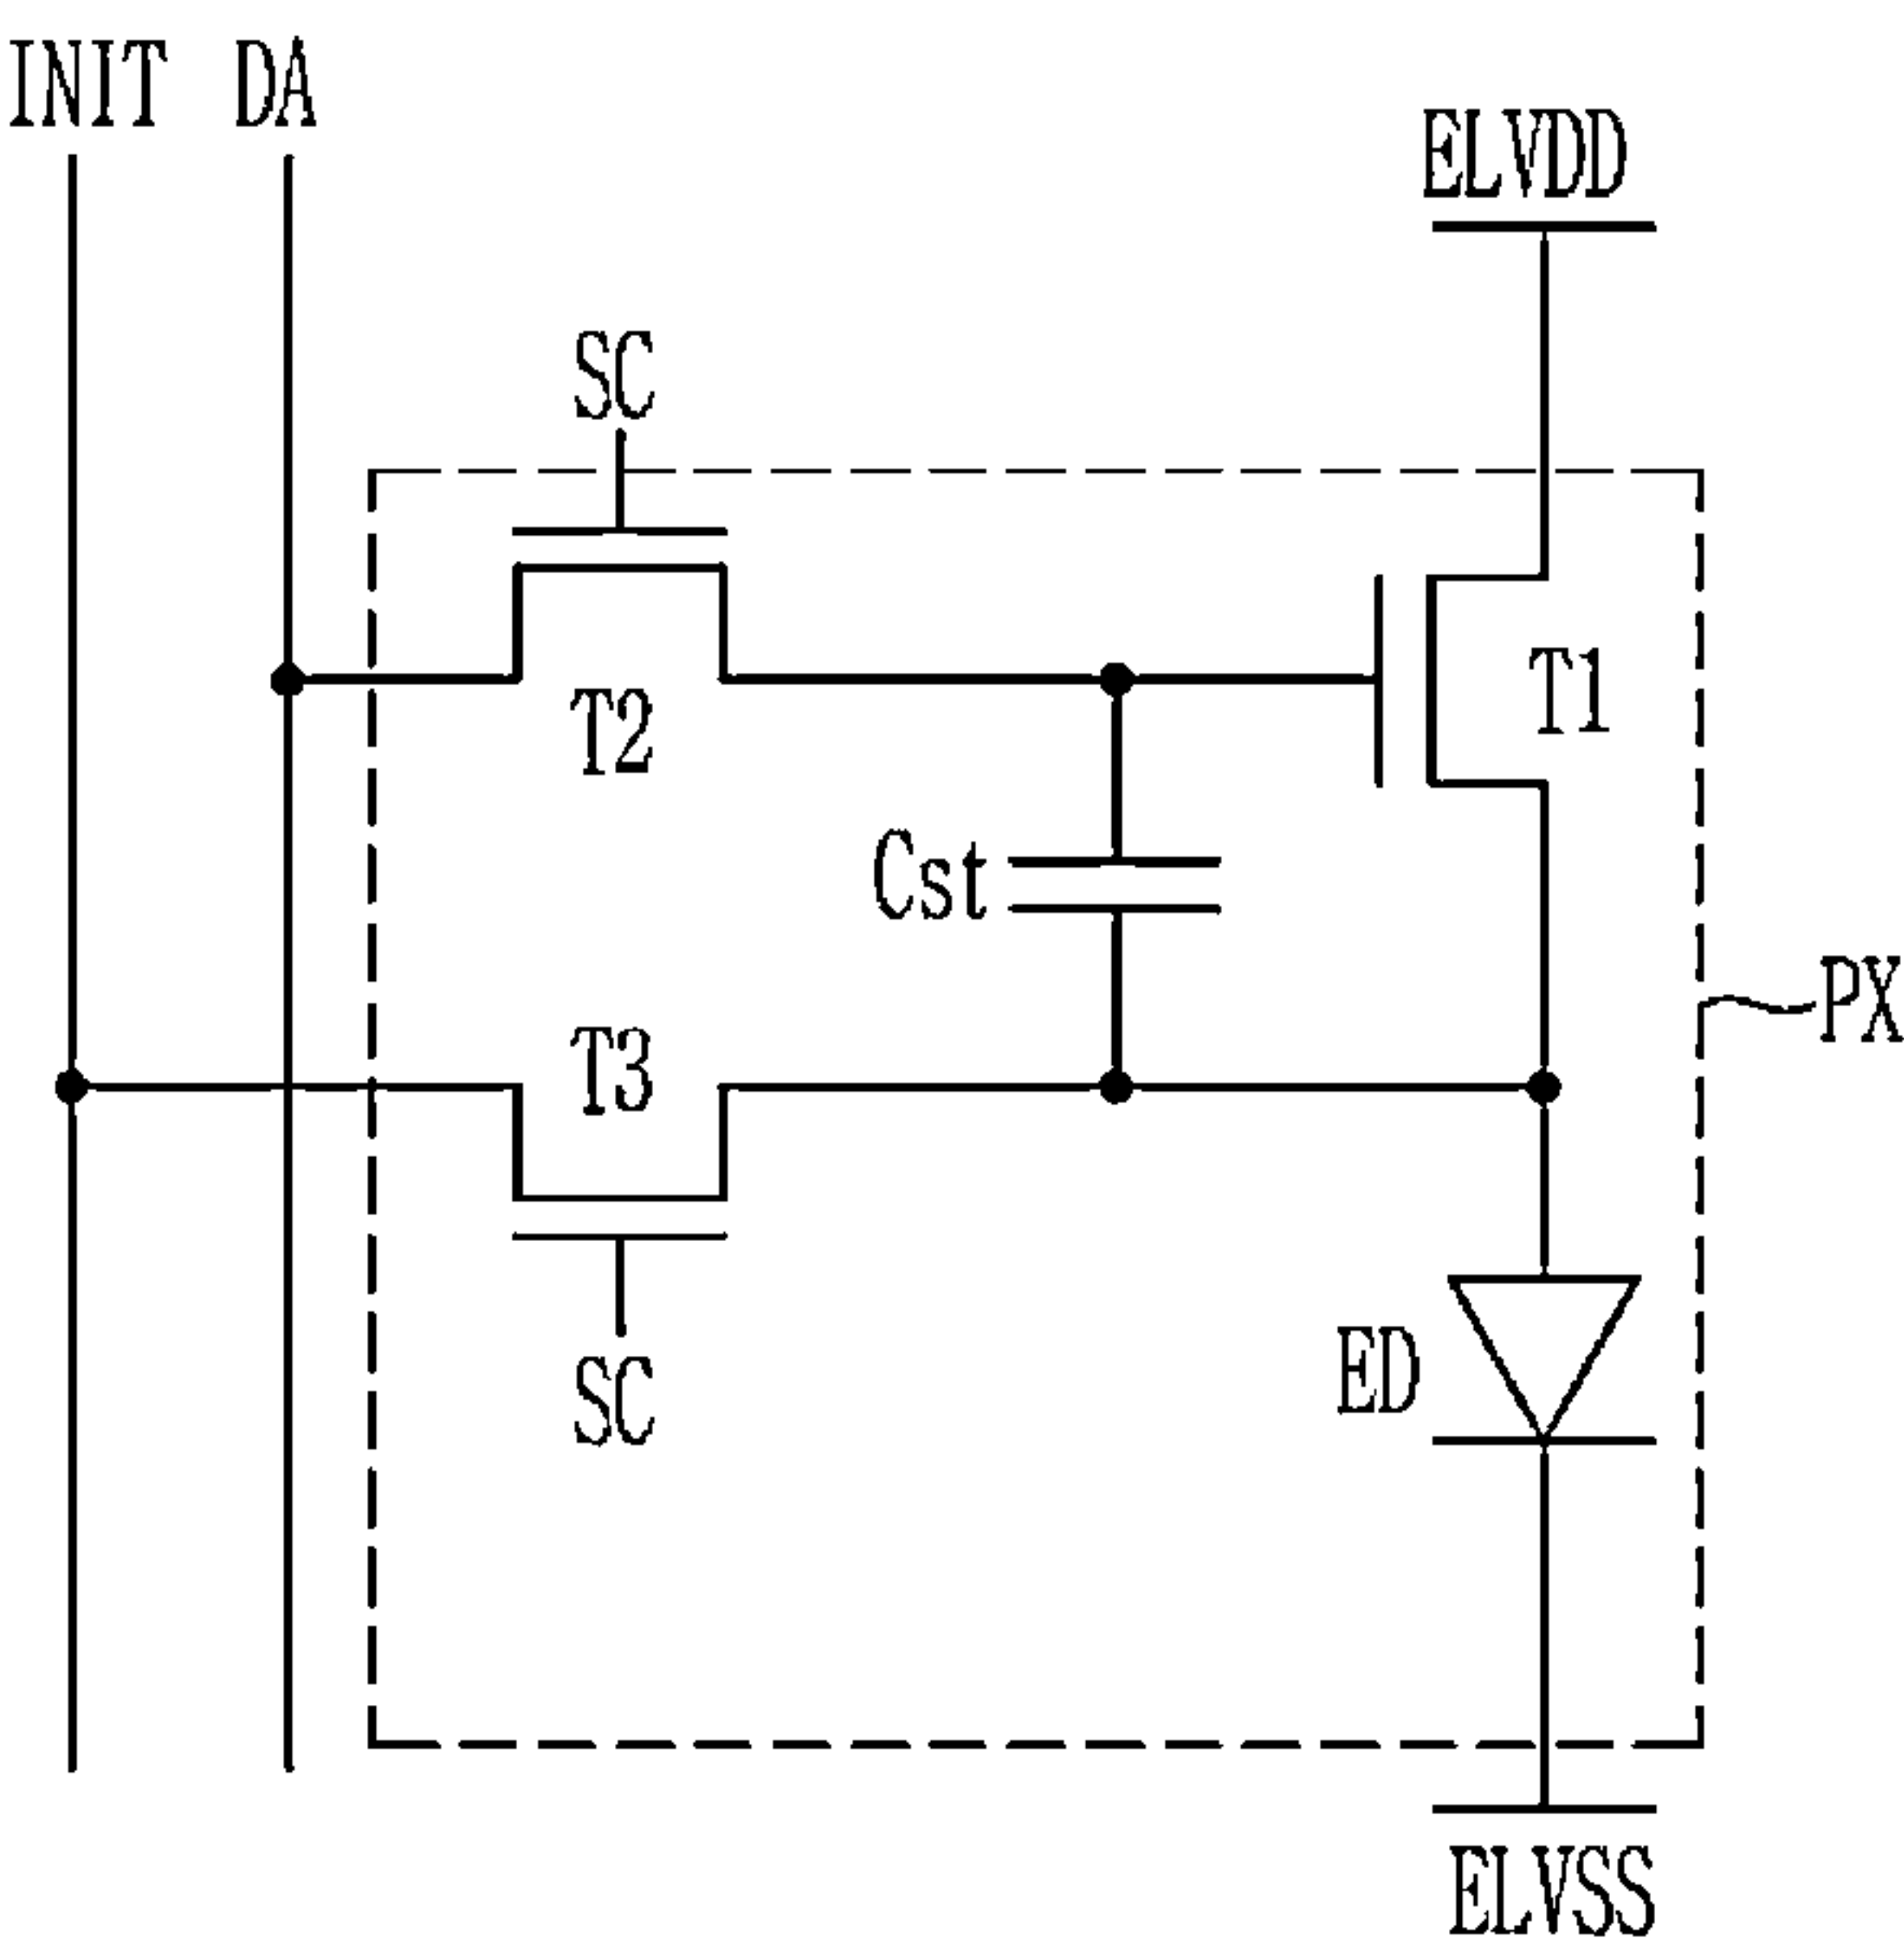 INIT DA
ELVDD
SC
T1
T2
Cst
PX
T3
ED
SC
ELVSS